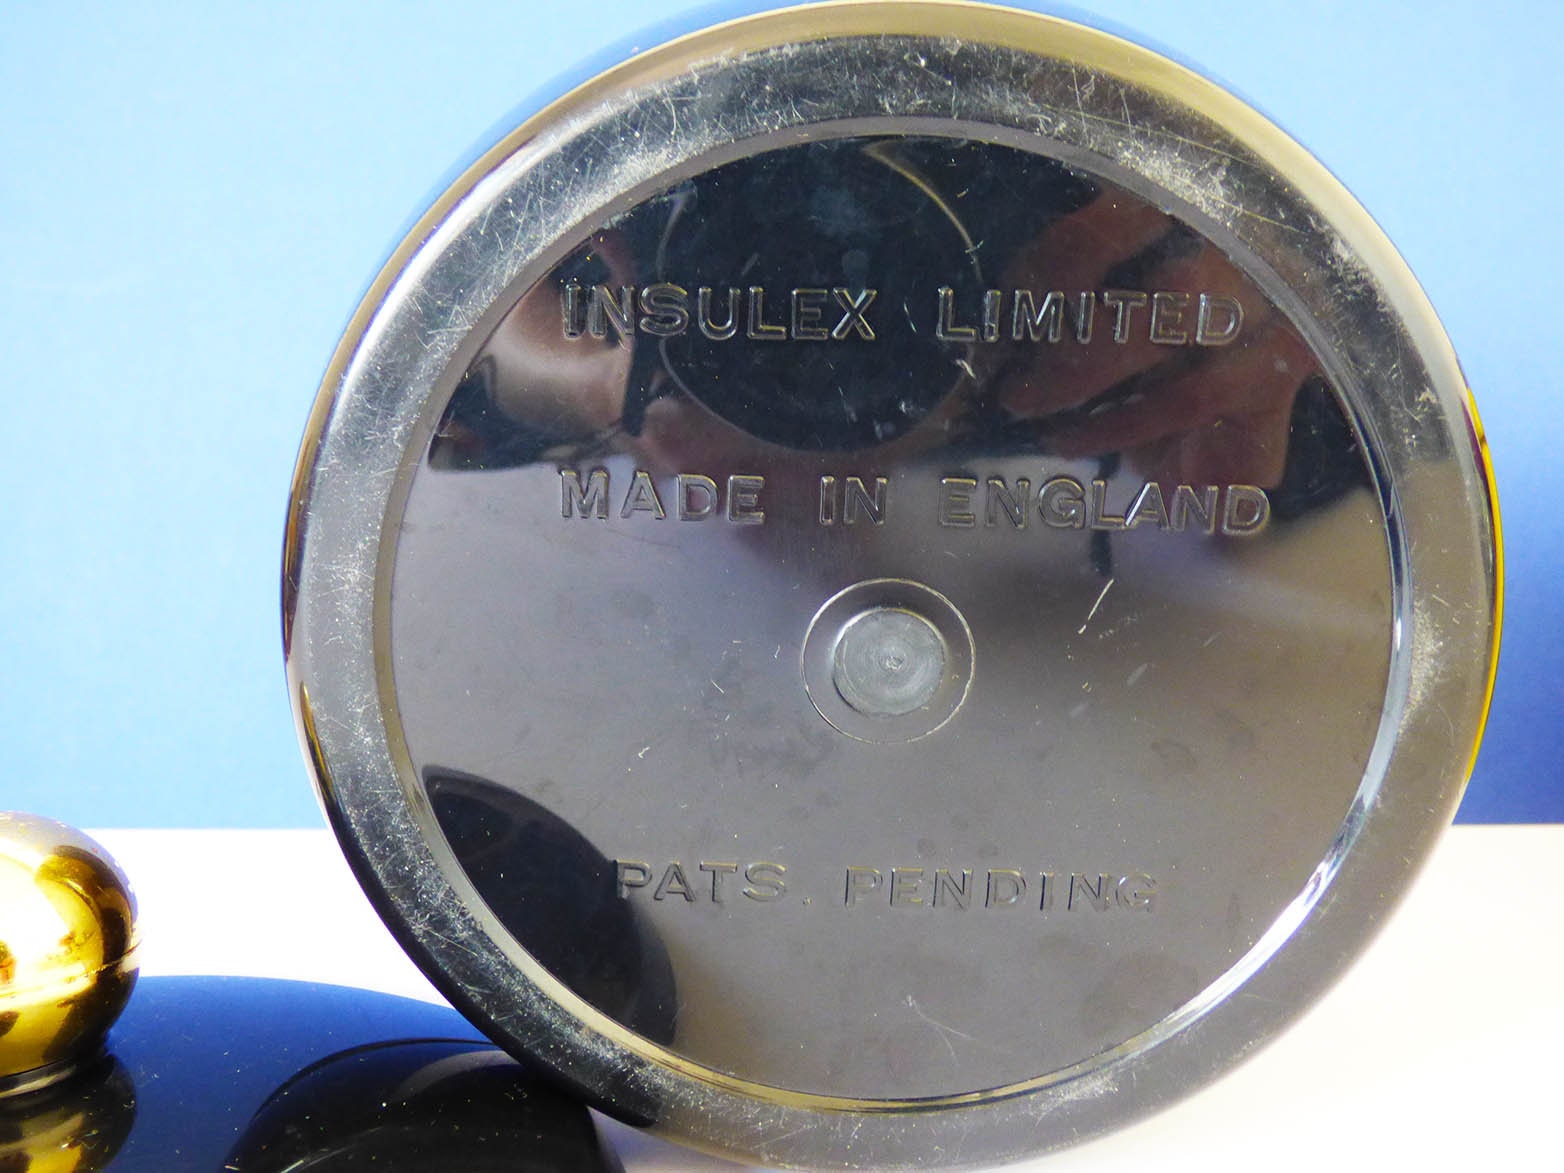 INSULEX LIMITED
MADE IN ENGLAND
PATS. PENDING